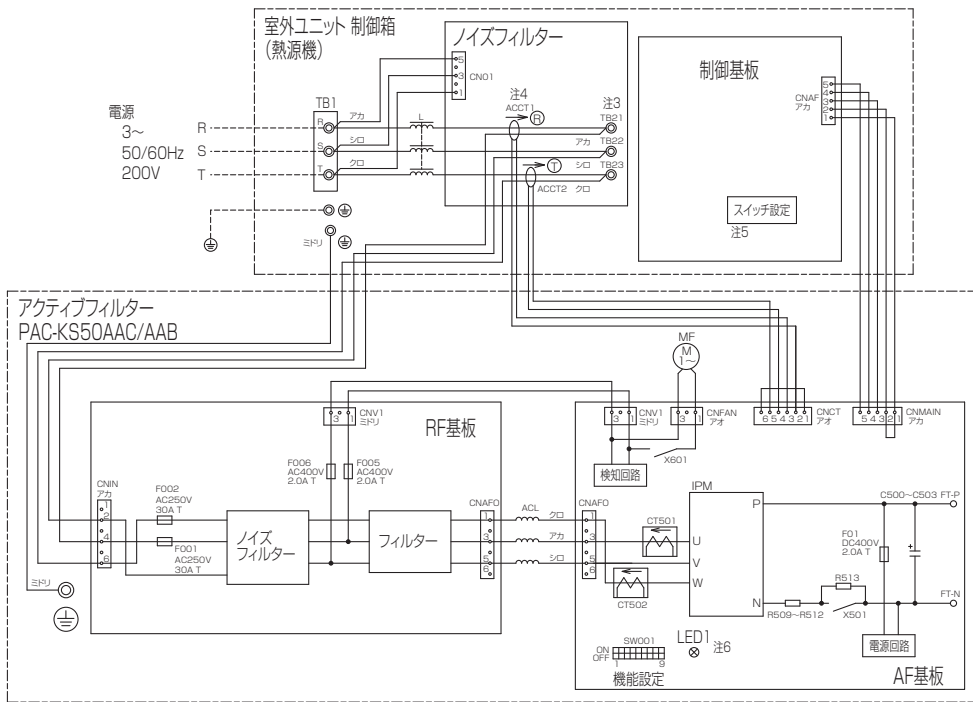 室外ユニット 制御箱
(熱源機)
ノイズフィルター
5
3
1
CN01
制御基板
CNAF
アカ
5
4
3
2
1
スイッチ設定
注5
電源
3~
50/60Hz
200V
R
S
T
TB1
R
S
T
アカ
シロ
クロ
L
注4
ACCT1
R
注3
TB21
アカ
TB22
T
シロ
TB23
ACCT2
クロ
ミドリ
アクティブフィルター
PAC-KS50AAC/AAB
MF
M
1~
CNV1
ミドリ
3
1
RF基板
F006
AC400V
2.0A T
F005
AC400V
2.0A T
CNIN
アカ
1
2
4
6
F002
AC250V
30A T
F001
AC250V
30A T
ノイズ
フィルター
フィルター
CNAFO
1
3
5
6
ACL
クロ
アカ
シロ
ミドリ
CNV1
ミドリ
3
1
CNFAN
アオ
3
1
X601
検知回路
6
5
4
3
2
1
CNCT
アオ
5
4
3
2
1
CNMAIN
アカ
CNAFO
1
3
5
6
CT501
CT502
IPM
U
V
W
P
N
C500~C503
FT-P
F01
DC400V
2.0A T
R513
R509~R512
X501
FT-N
電源回路
SW001
ON
OFF
1
9
機能設定
LED1
注6
AF基板